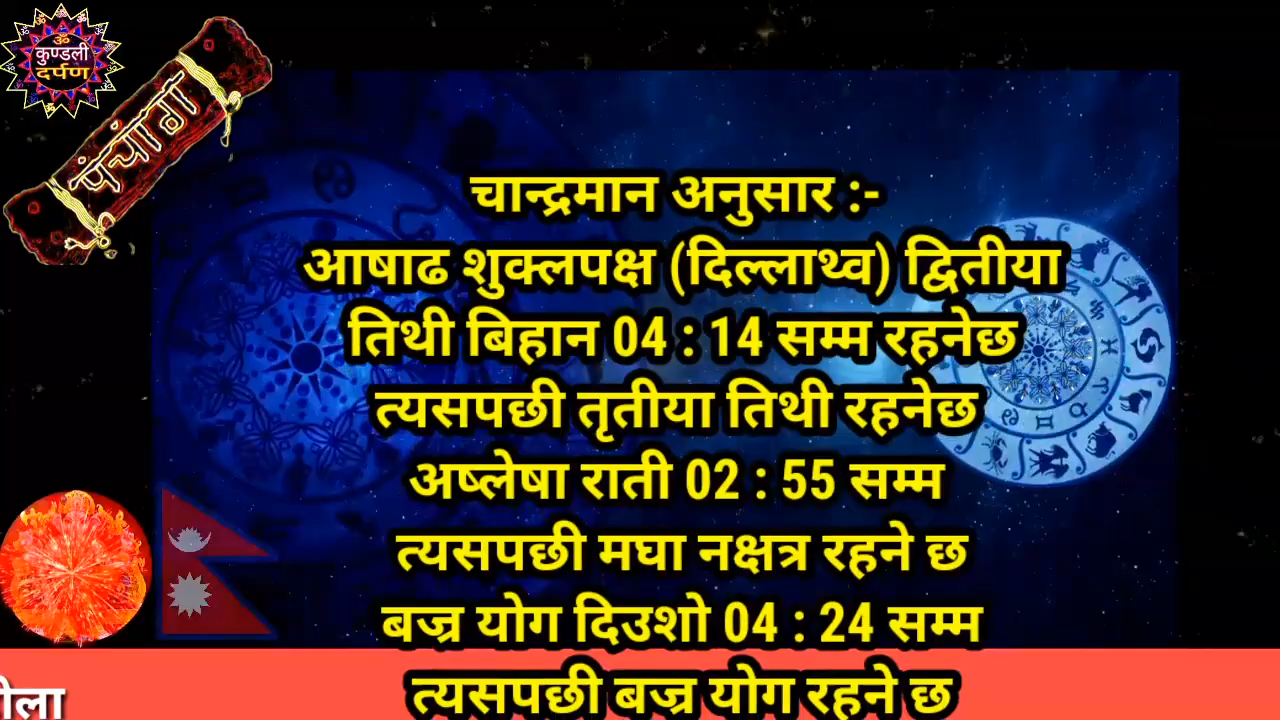 ॐ
कुण्डली
दर्पण
पंचांग
चान्द्रमान अनुसार :-
आषाढ शुक्लपक्ष (दिल्लाथ्व) द्वितीया
तिथी बिहान 04 : 14 सम्म रहनेछ
त्यसपछी तृतीया तिथी रहनेछ
अष्लेषा राती 02 : 55 सम्म
त्यसपछी मघा नक्षत्र रहने छ
बज्र योग दिउशो 04 : 24 सम्म
त्यसपछी बज्र योग रहने छ